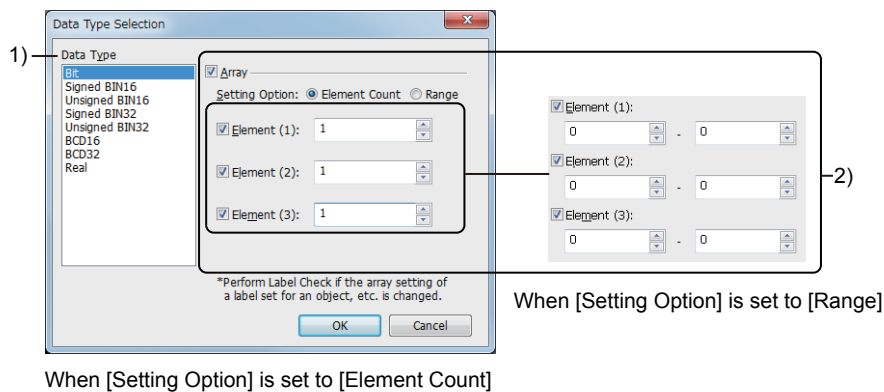 Data Type Selection
x
1)
Data Type
Bit
Signed BIN16
Unsigned BIN16
Signed BIN32
Unsigned BIN32
BCD16
BCD32
Real
Array
Setting Option: Element Count Range
Element (1): 1
Element (2): 1
Element (3): 1
*Perform Label Check if the array setting of
a label set for an object, etc. is changed.
OK Cancel
Element (1):
0 - 0
Element (2):
0 - 0
Element (3):
0 - 0
2)
When [Setting Option] is set to [Range]
When [Setting Option] is set to [Element Count]